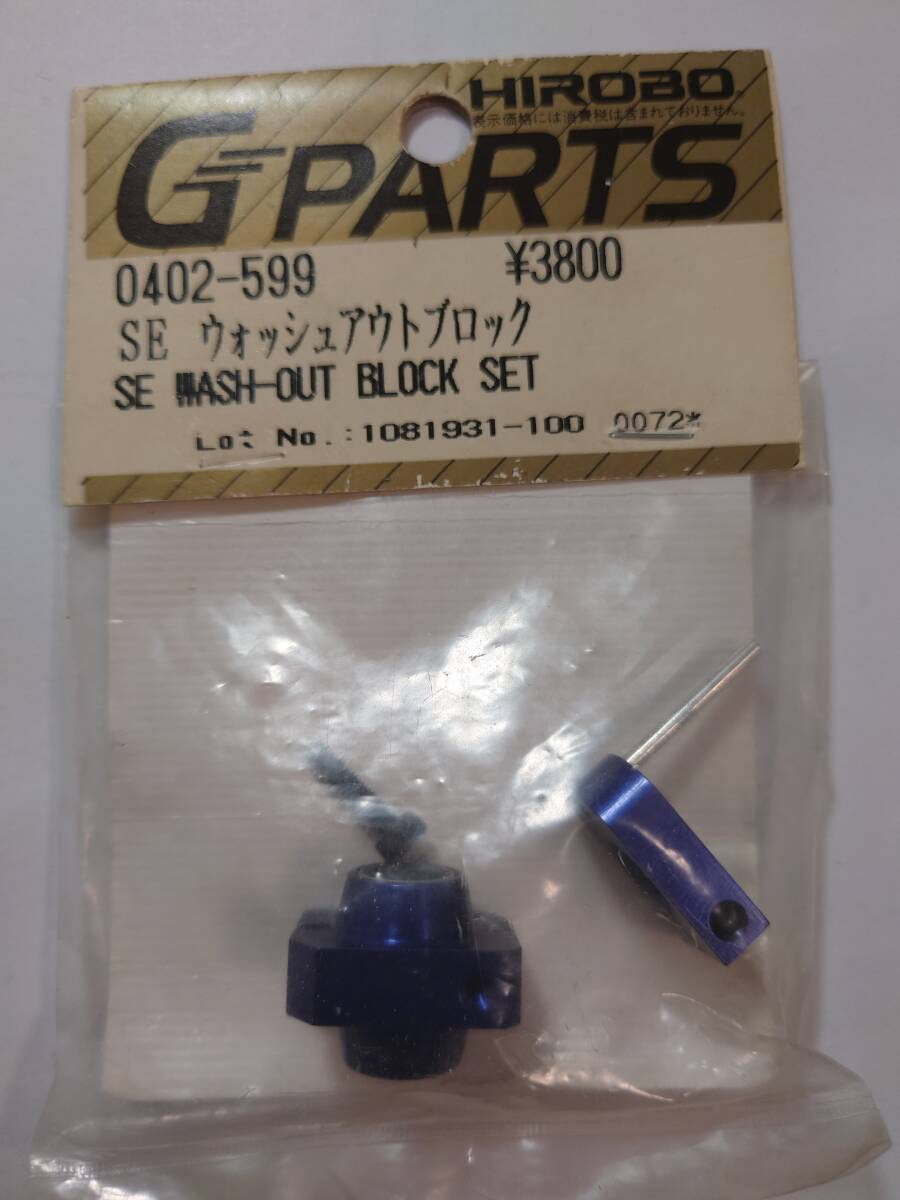 HIROBO
表示価格には消費税は含まれておりません。
G PARTS
0402-599 ¥3800
SE ウォッシュアウトブロック
SE WASH-OUT BLOCK SET
Lot No.:1081931-100 0072*